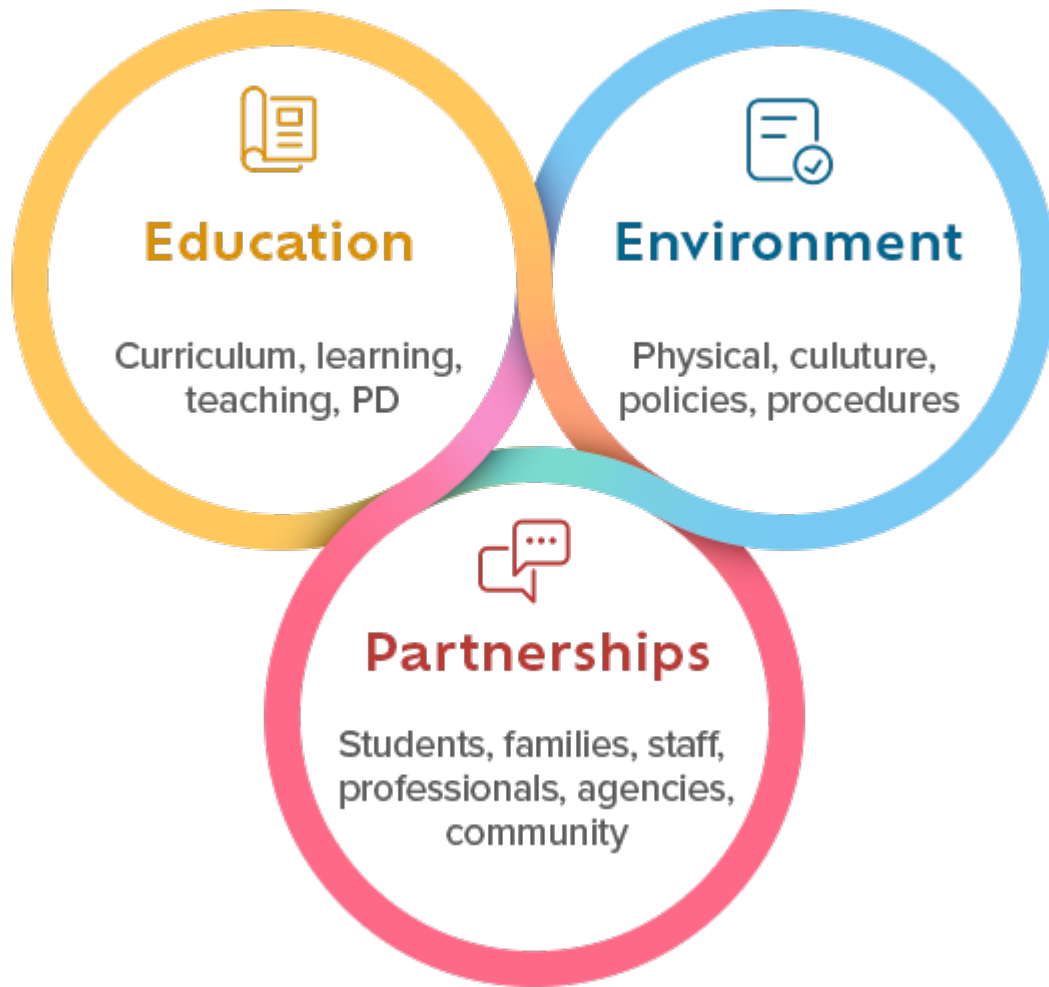 Education
Curriculum, learning,
teaching, PD
Environment
Physical, culuture,
policies, procedures
Partnerships
Students, families, staff,
professionals, agencies,
community